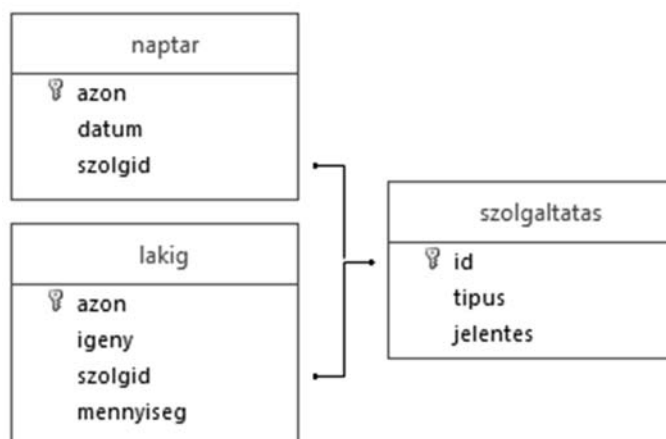 naptar
azon
datum
szolgid
lakig
azon
igeny
szolgid
mennyiseg
szolgaltatas
id
tipus
jelentes